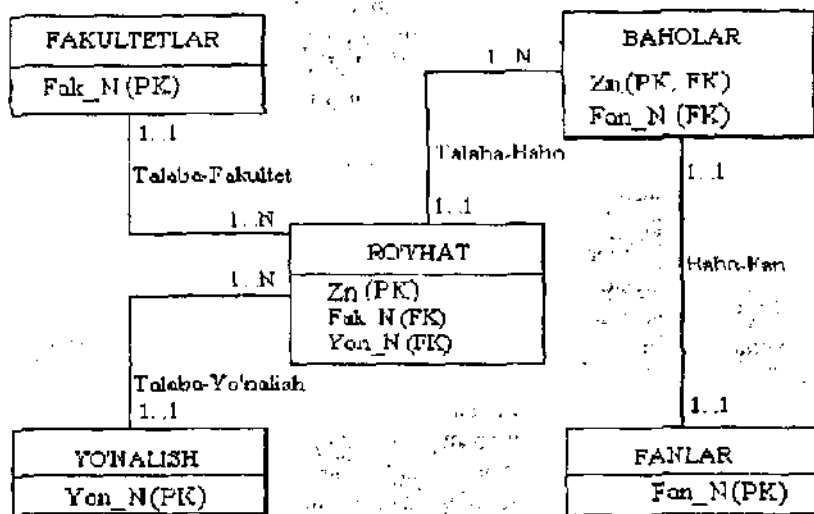 FAKULTETLAR
Fak_N (PK)
1..1
Talaba-Fakultet
1..N
BAHOLAR
Zn (PK, FK)
Fan_N (FK)
1..N
Talaba-Baho
1..1
1..1
Baho-Fan
1..1
RO'YHAT
Zn (PK)
Fak_N (FK)
Yon_N (FK)
1..N
Talaba-Yo'nalish
1..1
YO'NALISH
Yon_N (PK)
FANLAR
Fan_N (PK)